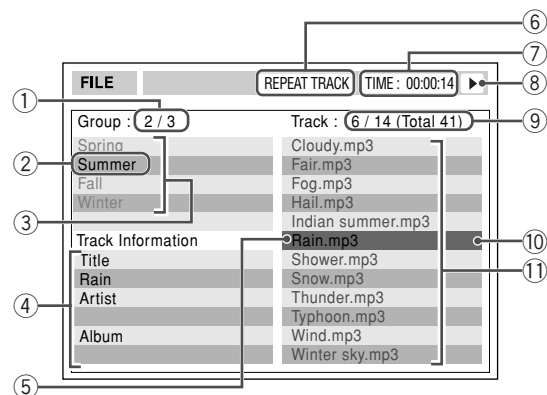 ⑥
⑦
FILE REPEAT TRACK TIME : 00:00:14 ⑧
①
Group : 2 / 3 Track : 6 / 14 (Total 41) ⑨
Spring Cloudy.mp3
② Summer Fair.mp3
Fall Fog.mp3
Winter Hail.mp3
③ Indian summer.mp3
Track Information Rain.mp3 ⑩
Title Shower.mp3
⑪
Rain Snow.mp3
④ Artist Thunder.mp3
Typhoon.mp3
Album Wind.mp3
Winter sky.mp3
⑤